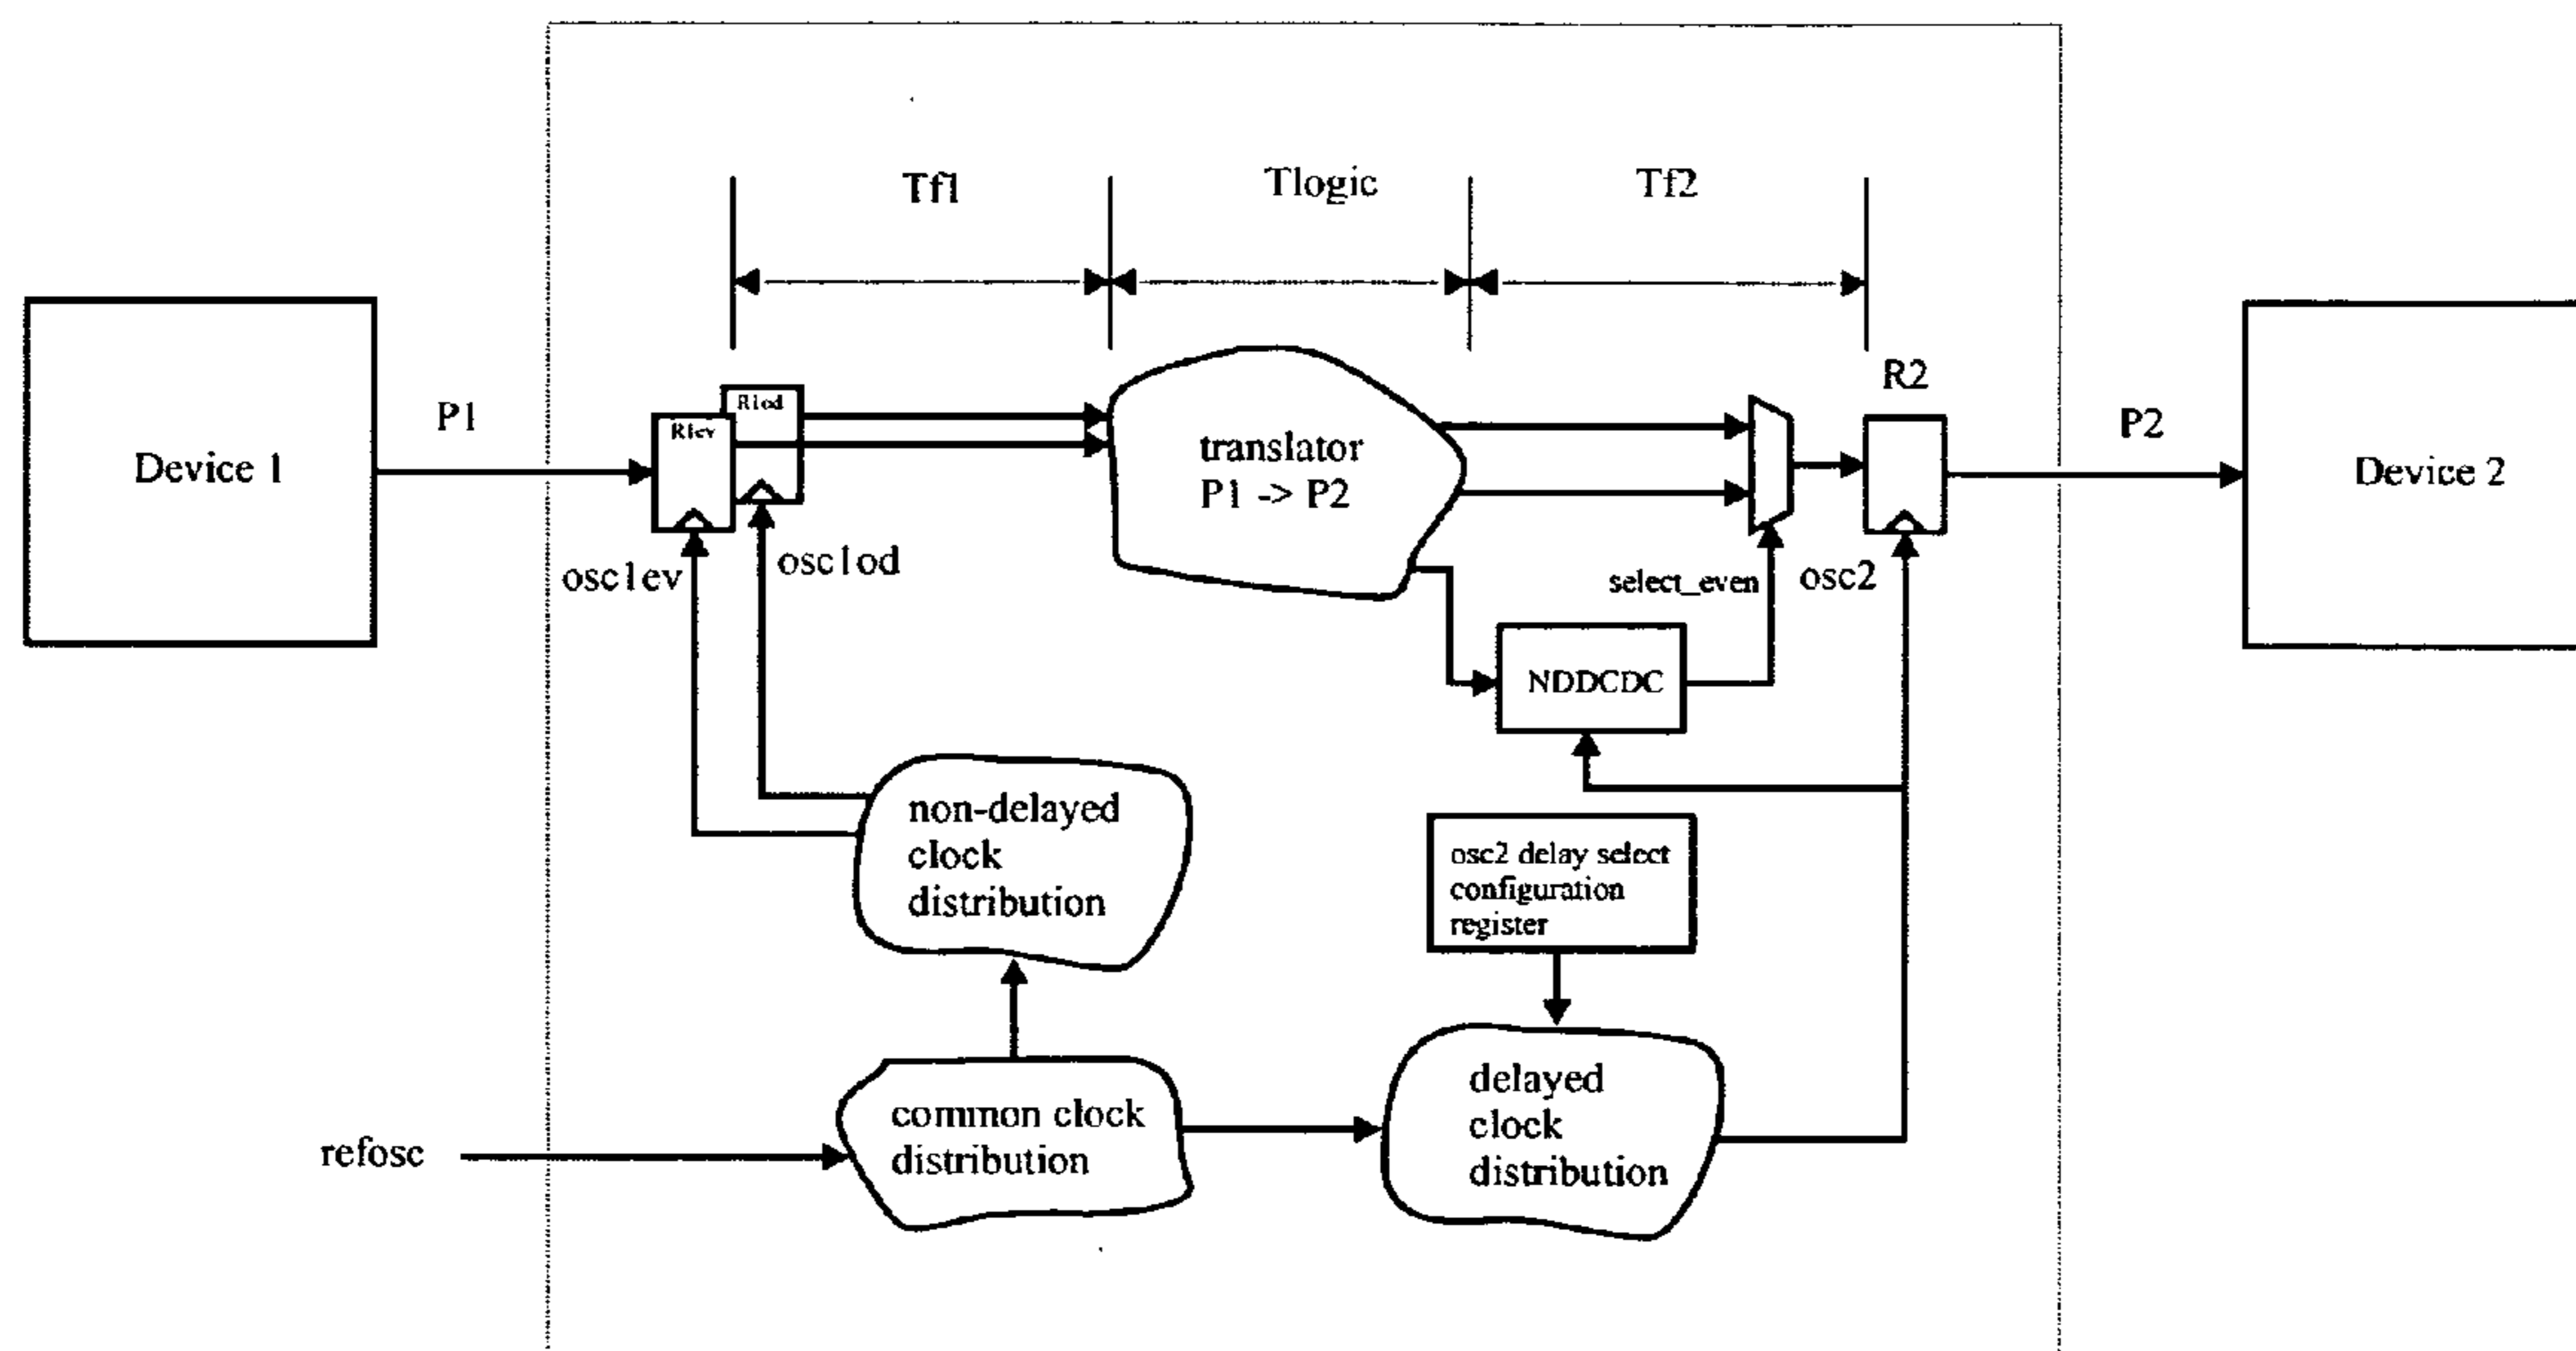 Tf1
Tlogic
Tf2
R2
R1od
R1ev
P1
P2
Device 1
translator
P1 -> P2
Device 2
osc1ev
osc1od
select_even
osc2
NDDCDC
non-delayed
clock
distribution
osc2 delay select
configuration
register
common clock
distribution
delayed
clock
distribution
refosc